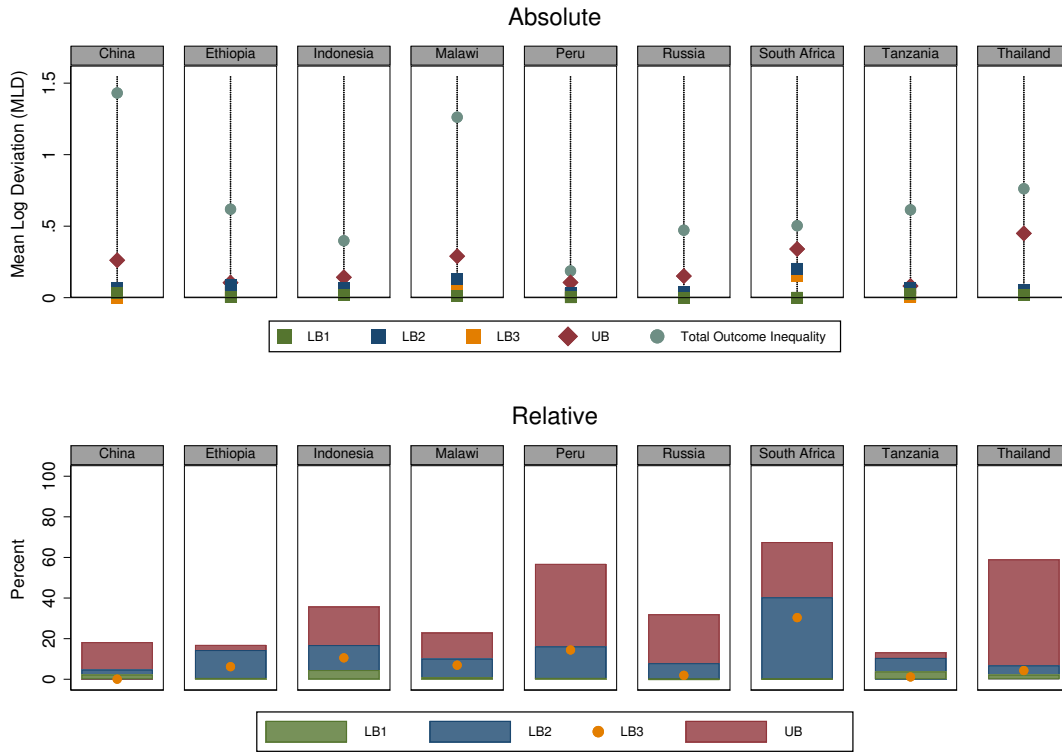 Absolute
China Ethiopia Indonesia Malawi Peru Russia South Africa Tanzania Thailand
Mean Log Deviation (MLD)
1.5
1
.5
0
LB1 LB2 LB3 UB Total Outcome Inequality
Relative
China Ethiopia Indonesia Malawi Peru Russia South Africa Tanzania Thailand
Percent
100
80
60
40
20
0
LB1 LB2 LB3 UB